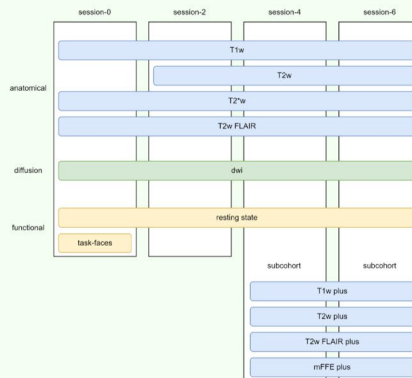 session-0 session-2 session-4 session-6
T1w
T2w
anatomical
T2*w
T2w FLAIR
diffusion
dwi
resting state
functional
task-faces
subcohort subcohort
T1w plus
T2w plus
T2w FLAIR plus
mFFE plus